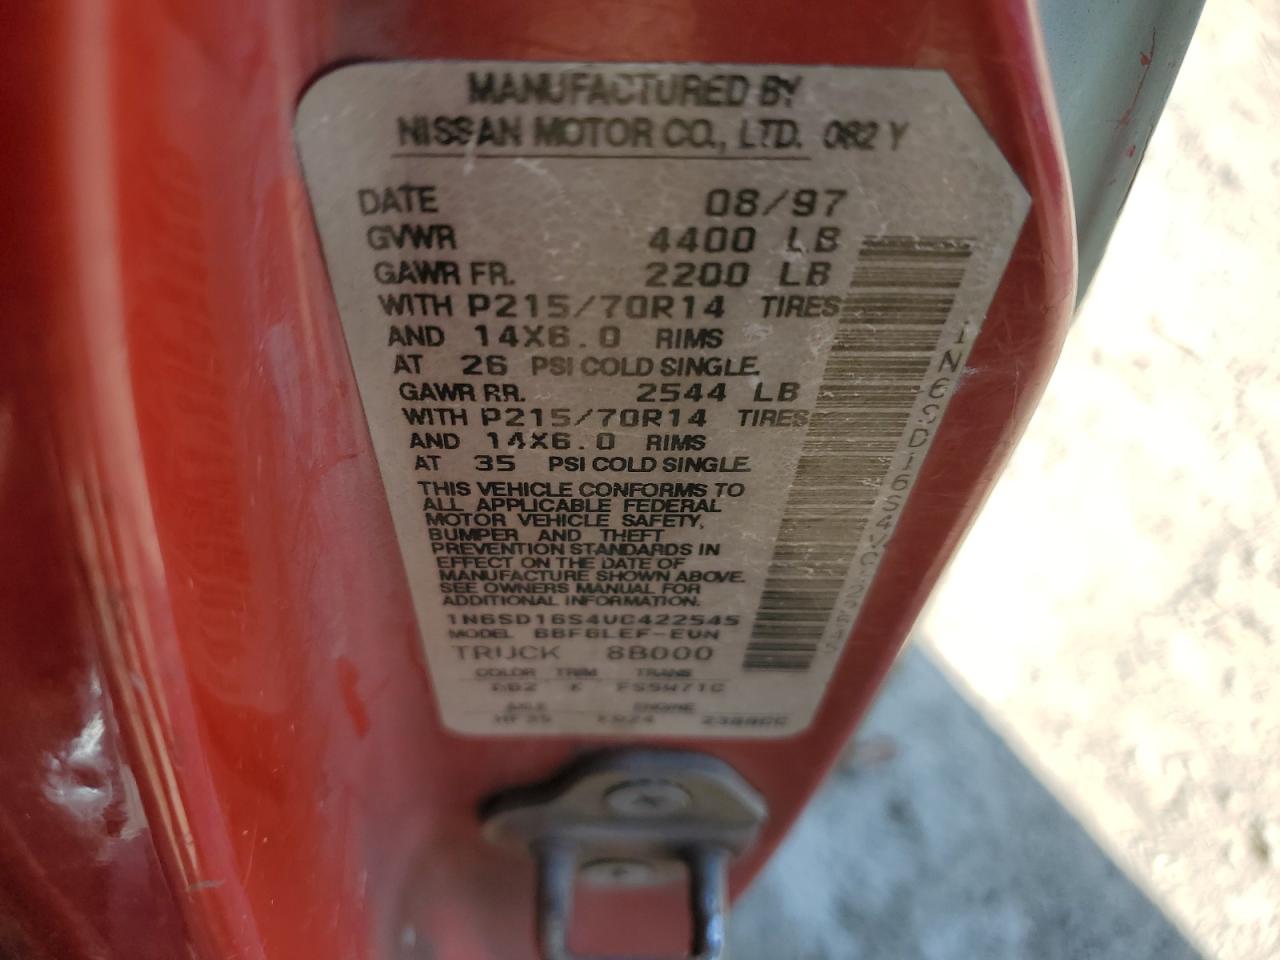 MANUFACTURED BY
NISSAN MOTOR CO., LTD. 082 Y
DATE 08/97
GVWR 4400 LB
GAWR FR. 2200 LB
WITH P215/70R14 TIRES
AND 14X6.0 RIMS
AT 26 PSI COLD SINGLE
GAWR RR. 2544 LB
WITH P215/70R14 TIRES
AND 14X6.0 RIMS
AT 35 PSI COLD SINGLE
THIS VEHICLE CONFORMS TO
ALL APPLICABLE FEDERAL
MOTOR VEHICLE SAFETY,
BUMPER AND THEFT
PREVENTION STANDARDS IN
EFFECT ON THE DATE OF
MANUFACTURE SHOWN ABOVE.
SEE OWNERS MANUAL FOR
ADDITIONAL INFORMATION.
1N6SD16S4VC422545
MODEL
TRUCK 8B000
COLOR TRIM TRANS
FS5W71C
AXLE ENGINE